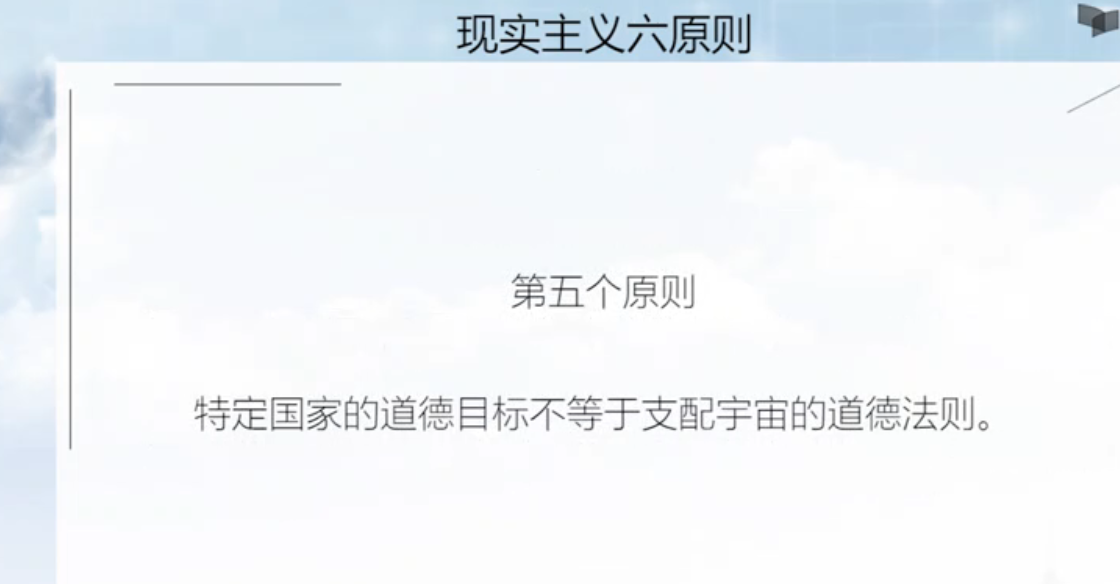 现实主义六原则
第五个原则
特定国家的道德目标不等于支配宇宙的道德法则。